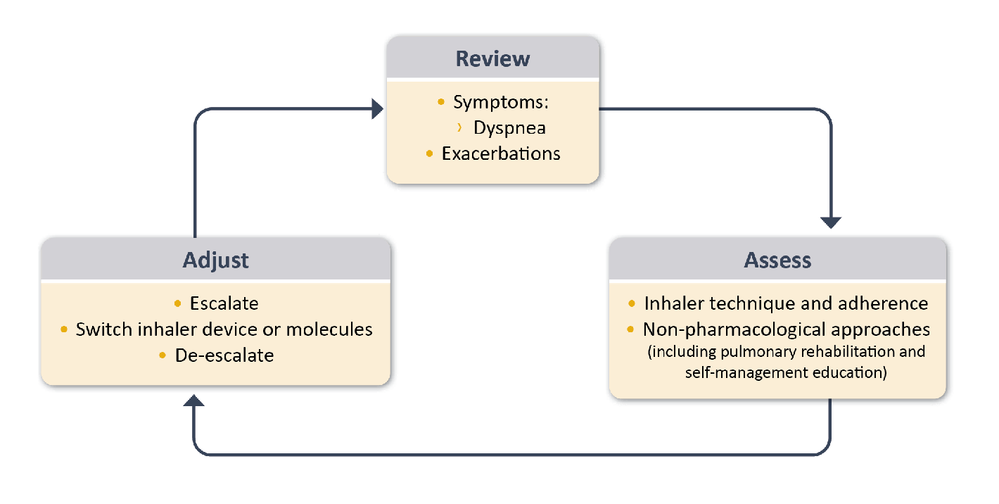 Review
• Symptoms:
› Dyspnea
• Exacerbations
Adjust
• Escalate
• Switch inhaler device or molecules
• De-escalate
Assess
• Inhaler technique and adherence
• Non-pharmacological approaches
(including pulmonary rehabilitation and
self-management education)